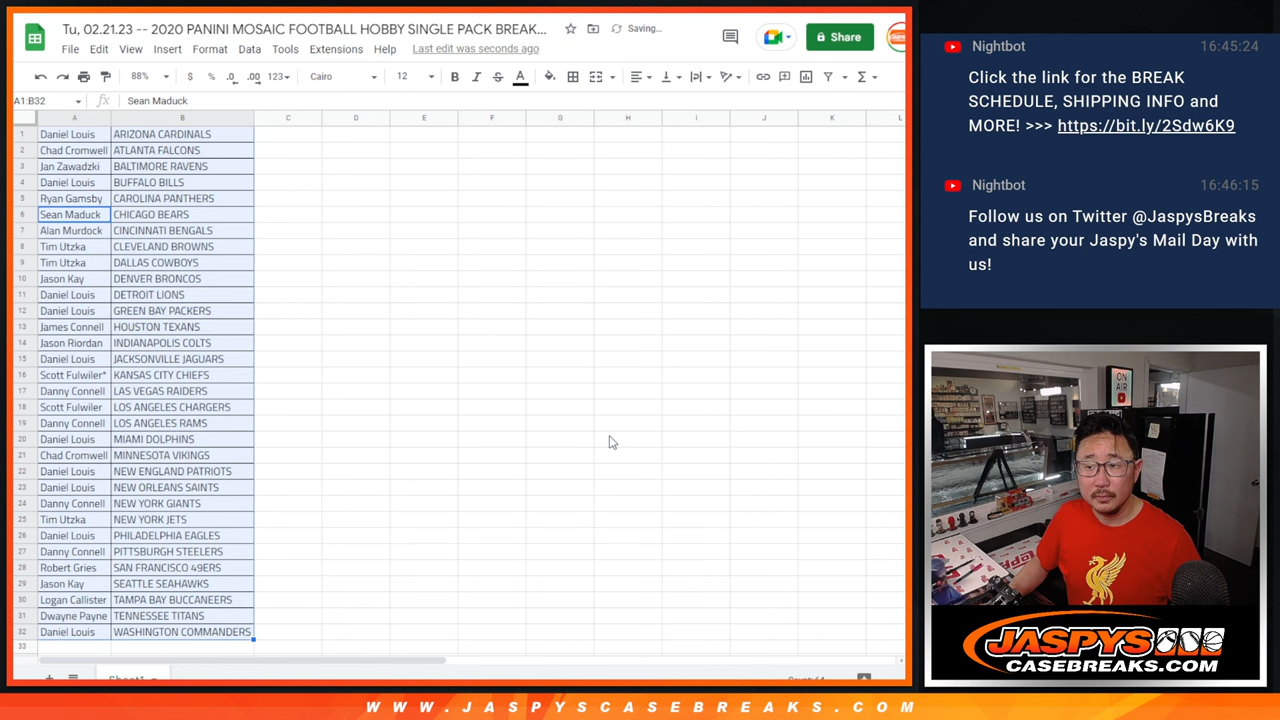 Tu, 02.21.23 -- 2020 PANINI MOSAIC FOOTBALL HOBBY SINGLE PACK BREAK...
Saving...
Share
File Edit View Insert Format Data Tools Extensions Help Last edit was seconds ago
88% $ % .0 .00 123 Cairo 12 B I S A
A1:B32 fx Sean Maduck
A B C D E F G H I J K L
1 Daniel Louis ARIZONA CARDINALS
2 Chad Cromwell ATLANTA FALCONS
3 Jan Zawadzki BALTIMORE RAVENS
4 Daniel Louis BUFFALO BILLS
5 Ryan Gamsby CAROLINA PANTHERS
6 Sean Maduck CHICAGO BEARS
7 Alan Murdock CINCINNATI BENGALS
8 Tim Utzka CLEVELAND BROWNS
9 Tim Utzka DALLAS COWBOYS
10 Jason Kay DENVER BRONCOS
11 Daniel Louis DETROIT LIONS
12 Daniel Louis GREEN BAY PACKERS
13 James Connell HOUSTON TEXANS
14 Jason Riordan INDIANAPOLIS COLTS
15 Daniel Louis JACKSONVILLE JAGUARS
16 Scott Fulwiler* KANSAS CITY CHIEFS
17 Danny Connell LAS VEGAS RAIDERS
18 Scott Fulwiler LOS ANGELES CHARGERS
19 Danny Connell LOS ANGELES RAMS
20 Daniel Louis MIAMI DOLPHINS
21 Chad Cromwell MINNESOTA VIKINGS
22 Daniel Louis NEW ENGLAND PATRIOTS
23 Daniel Louis NEW ORLEANS SAINTS
24 Danny Connell NEW YORK GIANTS
25 Tim Utzka NEW YORK JETS
26 Daniel Louis PHILADELPHIA EAGLES
27 Danny Connell PITTSBURGH STEELERS
28 Robert Gries SAN FRANCISCO 49ERS
29 Jason Kay SEATTLE SEAHAWKS
30 Logan Callister TAMPA BAY BUCCANEERS
31 Dwayne Payne TENNESSEE TITANS
32 Daniel Louis WASHINGTON COMMANDERS
33
Nightbot 16:45:24
Click the link for the BREAK
SCHEDULE, SHIPPING INFO and
MORE! >>> https://bit.ly/2Sdw6K9
Nightbot 16:46:15
Follow us on Twitter @JaspysBreaks
and share your Jaspy's Mail Day with
us!
ON
AIR
JASPYS
CASEBREAKS.COM
WWW.JASPYSCASEBREAKS.COM